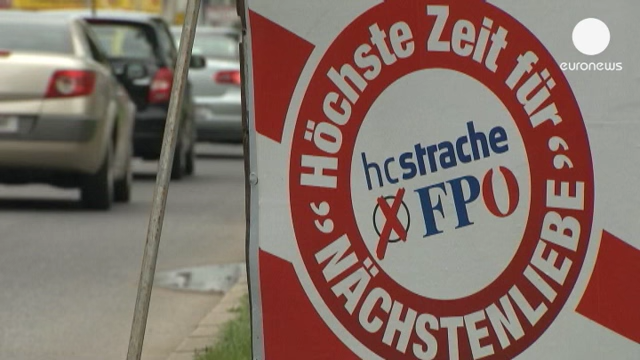 Höchste Zeit für
“NÄCHSTENLIEBE”
hcstrache
FPÖ
euronews